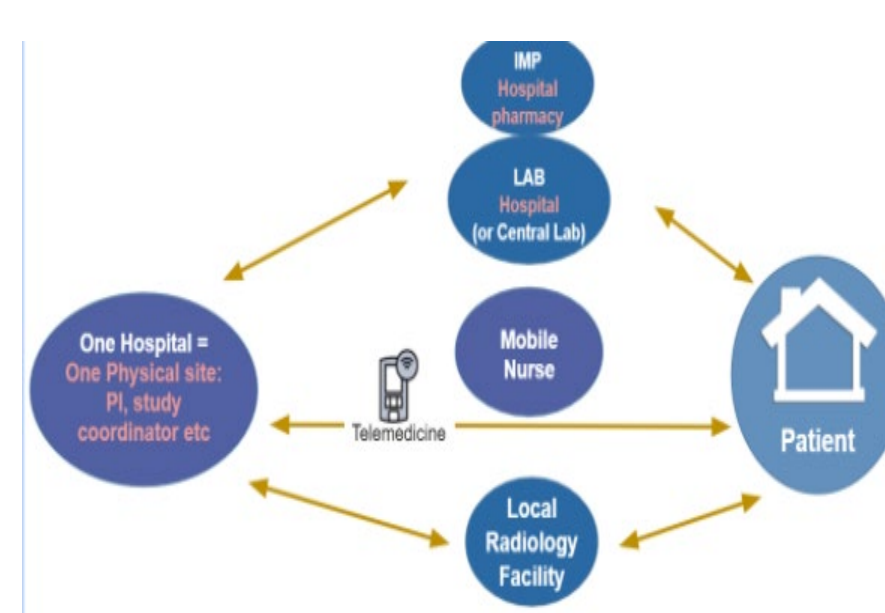 IMP
Hospital
pharmacy
LAB
Hospital
(or Central Lab)
One Hospital =
One Physical site:
PI, study
coordinator etc
Mobile
Nurse
Telemedicine
Patient
Local
Radiology
Facility